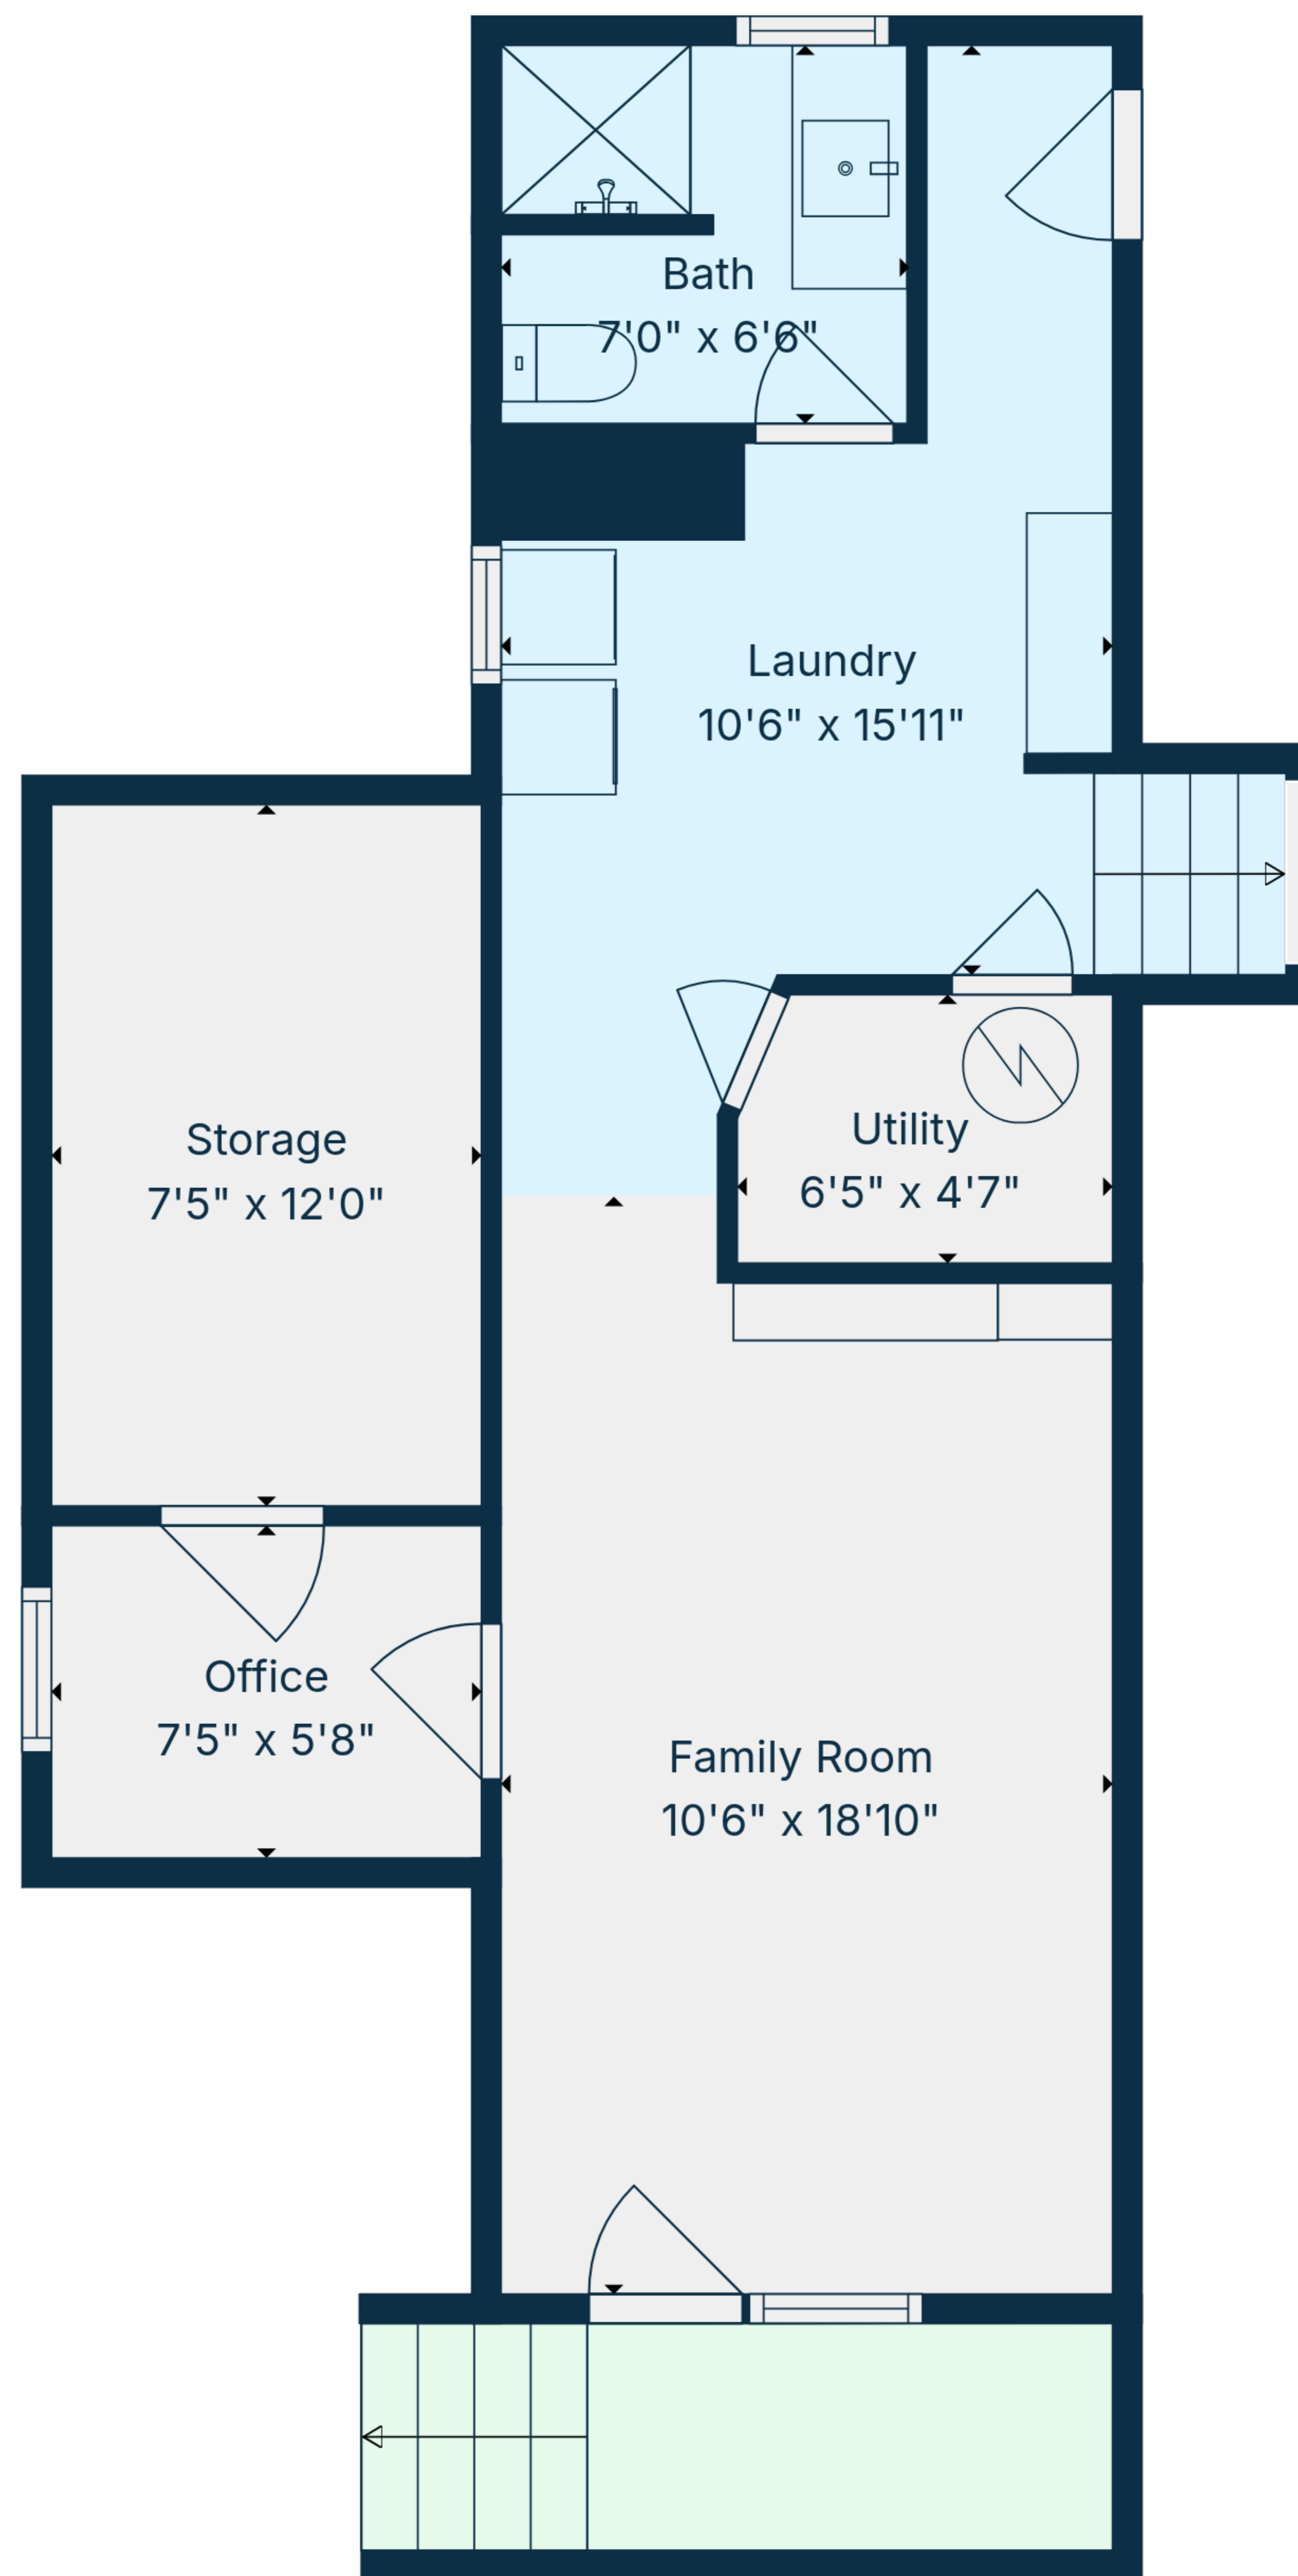 Bath
7'0" x 6'6"
Laundry
10'6" x 15'11"
Storage
7'5" x 12'0"
Utility
6'5" x 4'7"
Office
7'5" x 5'8"
Family Room
10'6" x 18'10"